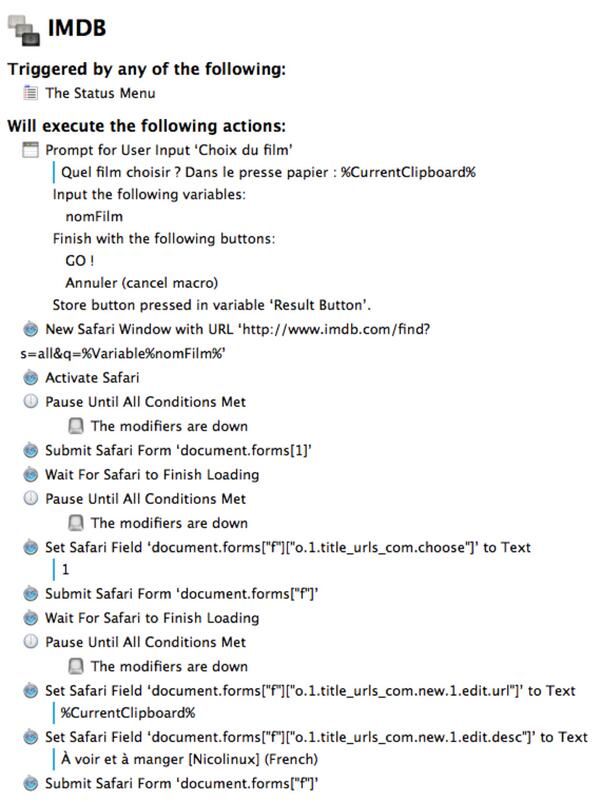 IMDB
Triggered by any of the following:
The Status Menu
Will execute the following actions:
Prompt for User Input ‘Choix du film’
Quel film choisir ? Dans le presse papier : %CurrentClipboard%
Input the following variables:
nomFilm
Finish with the following buttons:
GO !
Annuler (cancel macro)
Store button pressed in variable ‘Result Button’.
New Safari Window with URL ‘http://www.imdb.com/find?
s=all&q=%Variable%nomFilm%’
Activate Safari
Pause Until All Conditions Met
The modifiers are down
Submit Safari Form ‘document.forms[1]’
Wait For Safari to Finish Loading
Pause Until All Conditions Met
The modifiers are down
Set Safari Field ‘document.forms["f"]["o.1.title_urls_com.choose"]’ to Text
1
Submit Safari Form ‘document.forms["f"]’
Wait For Safari to Finish Loading
Pause Until All Conditions Met
The modifiers are down
Set Safari Field ‘document.forms["f"]["o.1.title_urls_com.new.1.edit.url"]’ to Text
%CurrentClipboard%
Set Safari Field ‘document.forms["f"]["o.1.title_urls_com.new.1.edit.desc"]’ to Text
À voir et à manger [Nicolinux] (French)
Submit Safari Form ‘document.forms["f"]’